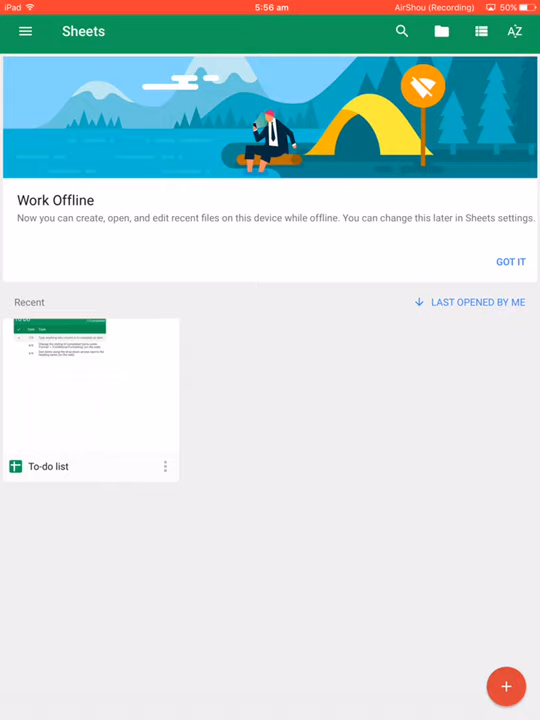 iPad 5:56 am AirShou (Recording) 50%
Sheets AZ
Work Offline
Now you can create, open, and edit recent files on this device while offline. You can change this later in Sheets settings.
GOT IT
Recent LAST OPENED BY ME
To-do list